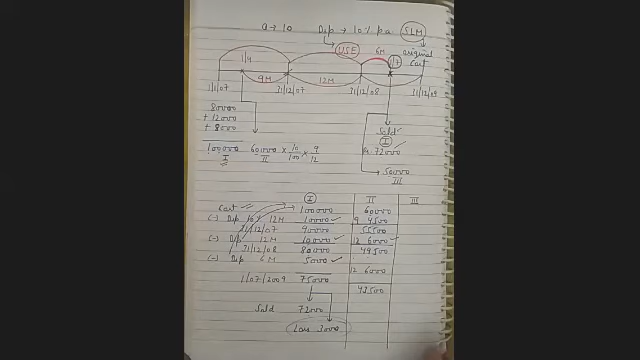 Q → 10 Dep → 10% p.a SLM
USE 6M original
1/4 1/7 cost
9M 12M
1/1/07 31/12/07 31/12/08 31/12/09
80000
+ 12000
+ 8000
100000 60000 × 10/100 × 9/12
I II
Sold
I
72000
50000
III
I II III
Cost 100000 60000
(-) Dep 10% 12M 10000 9 4500
31/12/07 90000 55500
(-) Dep 12M 10000 12 6000
31/12/08 80000 49500
(-) Dep 6M 5000
12 6000
1/07/2009 75000
43500
Sold 72000
Loss 3000